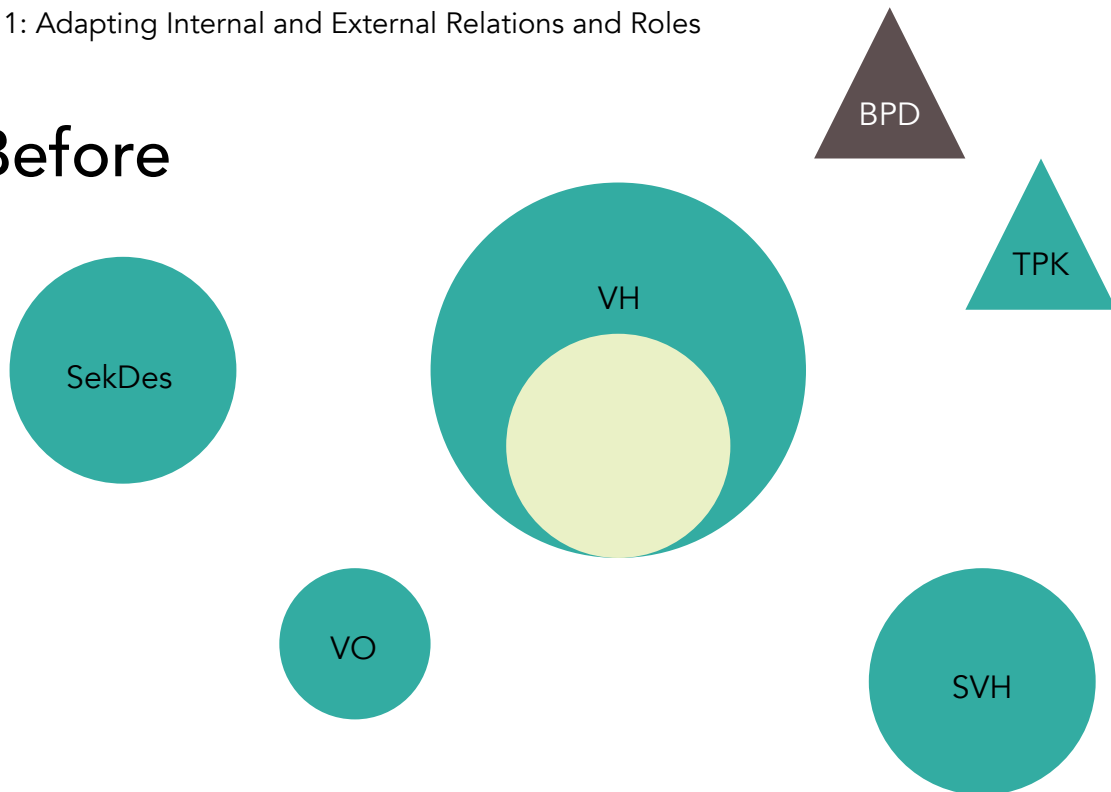 1: Adapting Internal and External Relations and Roles
BPD
Before
TPK
VH
SekDes
VO
SVH